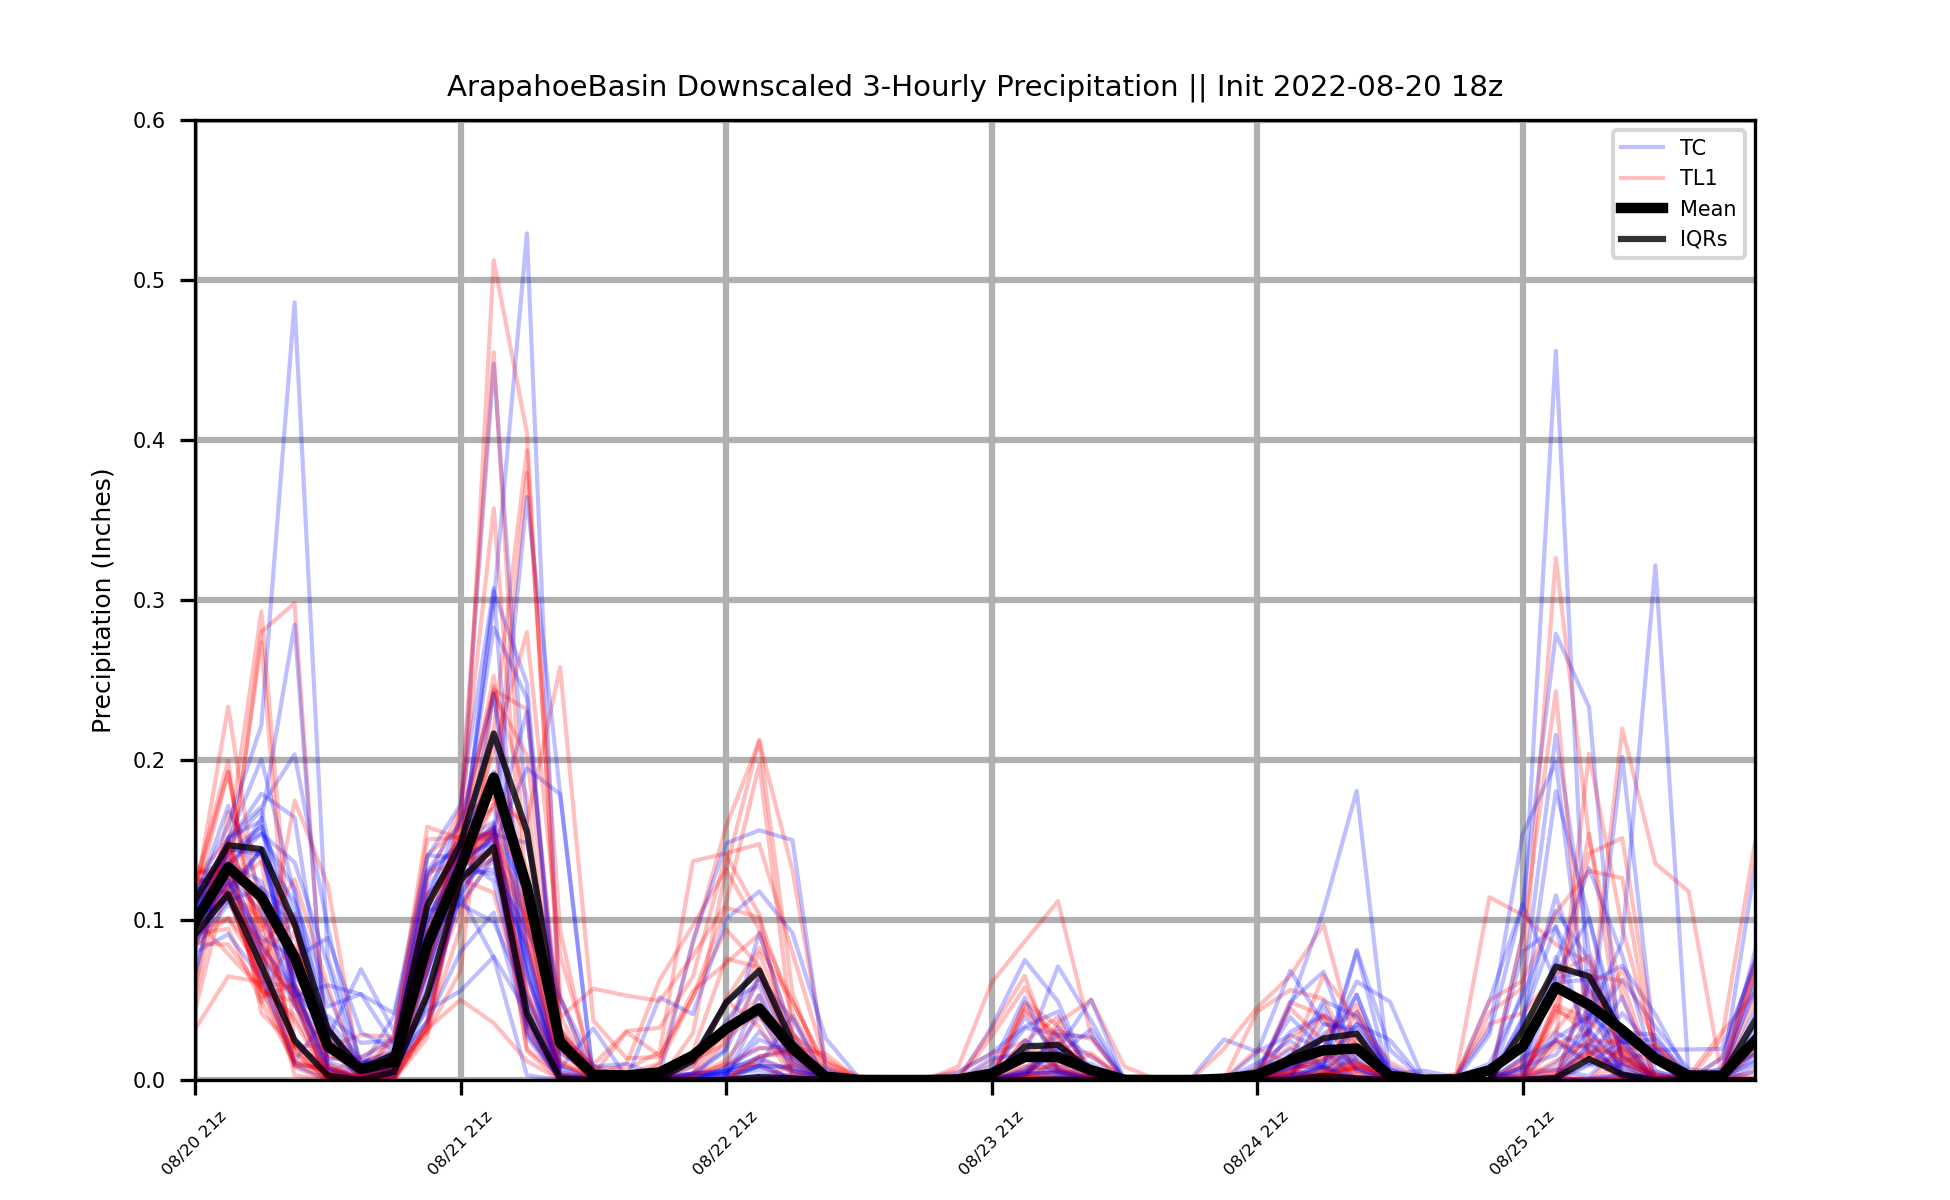 ArapahoeBasin Downscaled 3-Hourly Precipitation || Init 2022-08-20 18z
TC
TL1
Mean
IQRs
Precipitation (Inches)
0.6
0.5
0.4
0.3
0.2
0.1
0.0
08/20 21z
08/21 21z
08/22 21z
08/23 21z
08/24 21z
08/25 21z